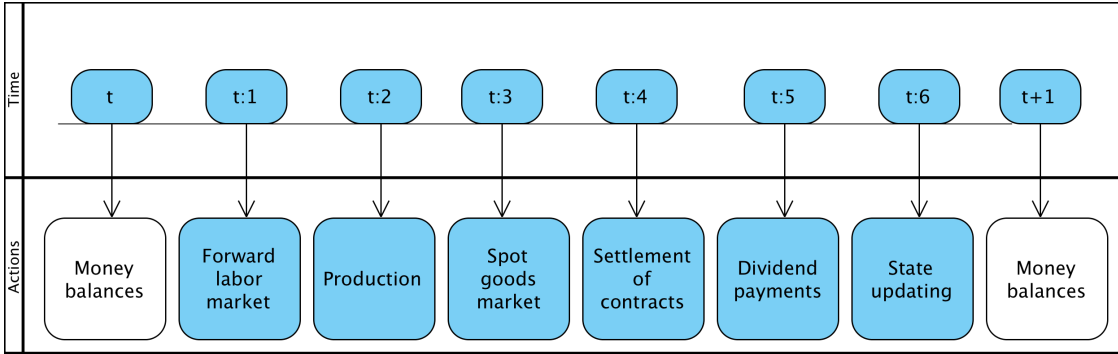 Time
t
t:1
t:2
t:3
t:4
t:5
t:6
t+1
Actions
Money
balances
Forward
labor
market
Production
Spot
goods
market
Settlement
of
contracts
Dividend
payments
State
updating
Money
balances